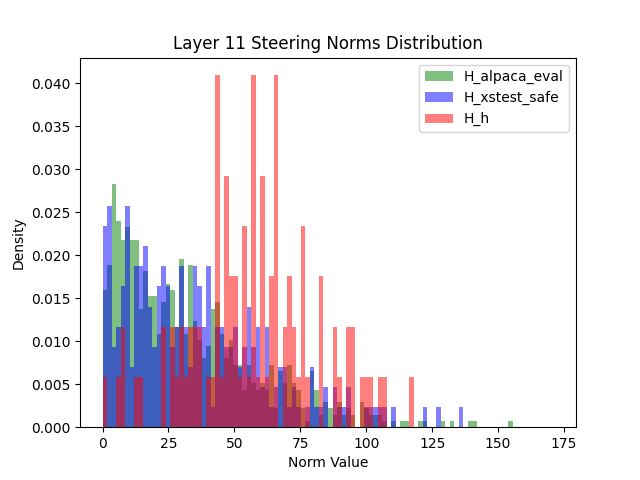 Layer 11 Steering Norms Distribution
H_alpaca_eval
H_xstest_safe
H_h
0.040
0.035
0.030
0.025
0.020
0.015
0.010
0.005
0.000
Density
0 25 50 75 100 125 150 175
Norm Value